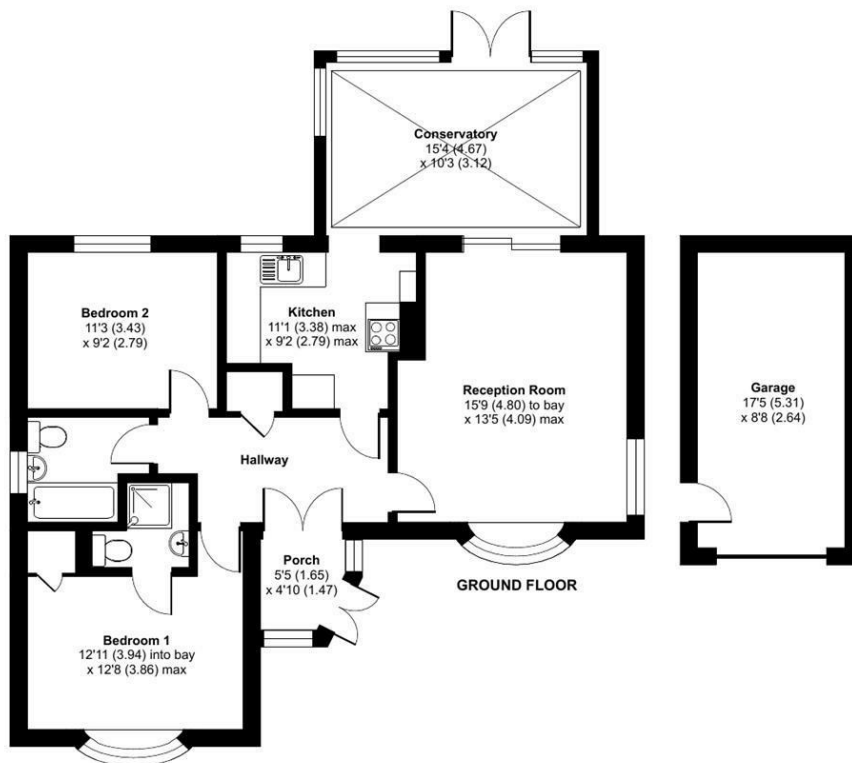 Conservatory
15'4 (4.67)
x 10'3 (3.12)
Bedroom 2
11'3 (3.43)
x 9'2 (2.79)
Kitchen
11'1 (3.38) max
x 9'2 (2.79) max
Reception Room
15'9 (4.80) to bay
x 13'5 (4.09) max
Garage
17'5 (5.31)
x 8'8 (2.64)
Hallway
Porch
5'5 (1.65)
x 4'10 (1.47)
GROUND FLOOR
Bedroom 1
12'11 (3.94) into bay
x 12'8 (3.86) max